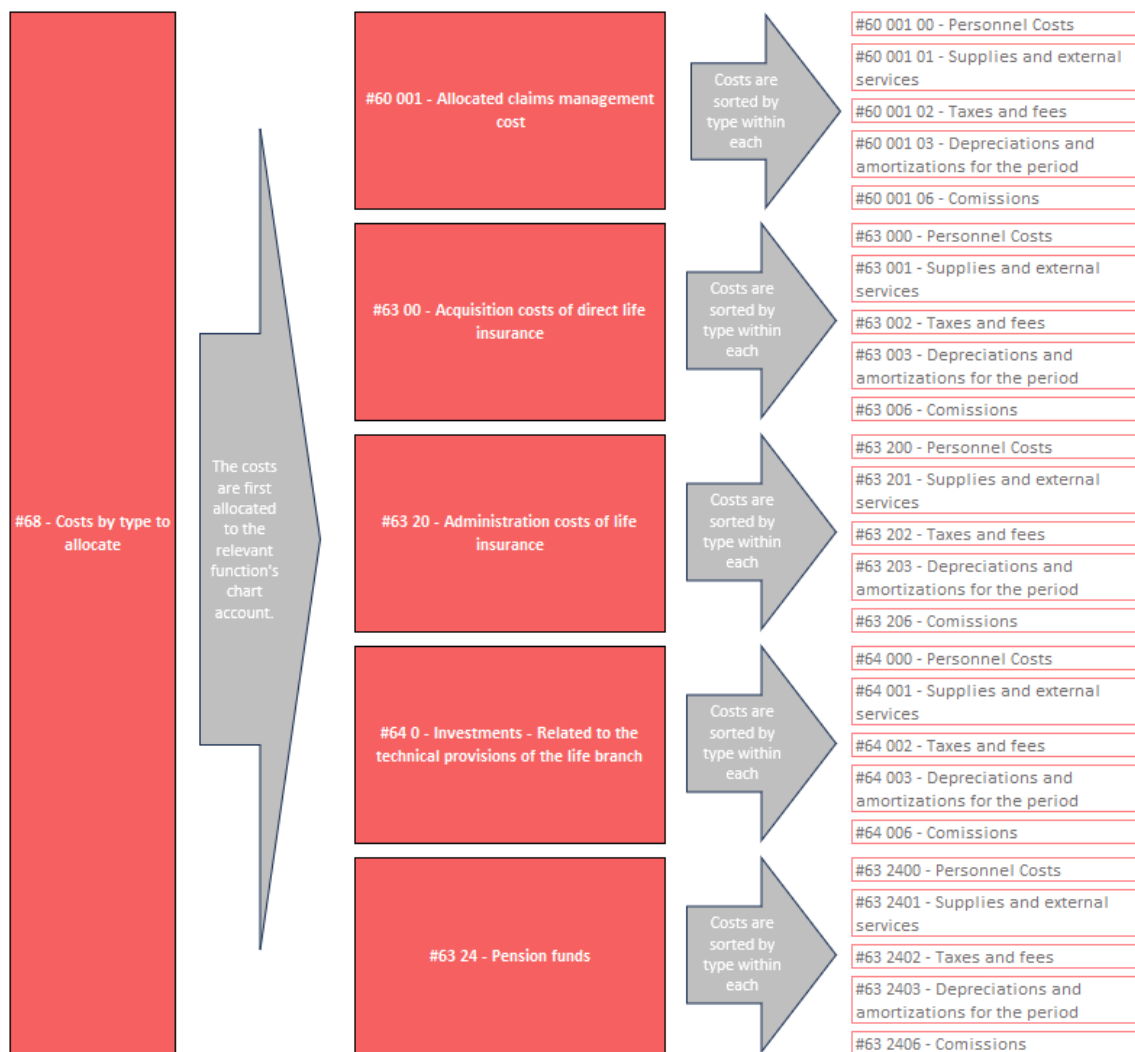 #68 - Costs by type to
allocate
The costs
are first
allocated
to the
relevant
function's
chart
account.
#60 001 - Allocated claims management
cost
Costs are
sorted by
type within
each
#60 001 00 - Personnel Costs
#60 001 01 - Supplies and external
services
#60 001 02 - Taxes and fees
#60 001 03 - Depreciations and
amortizations for the period
#60 001 06 - Comissions
#63 00 - Acquisition costs of direct life
insurance
Costs are
sorted by
type within
each
#63 000 - Personnel Costs
#63 001 - Supplies and external
services
#63 002 - Taxes and fees
#63 003 - Depreciations and
amortizations for the period
#63 006 - Comissions
#63 20 - Administration costs of life
insurance
Costs are
sorted by
type within
each
#63 200 - Personnel Costs
#63 201 - Supplies and external
services
#63 202 - Taxes and fees
#63 203 - Depreciations and
amortizations for the period
#63 206 - Comissions
#64 0 - Investments - Related to the
technical provisions of the life branch
Costs are
sorted by
type within
each
#64 000 - Personnel Costs
#64 001 - Supplies and external
services
#64 002 - Taxes and fees
#64 003 - Depreciations and
amortizations for the period
#64 006 - Comissions
#63 24 - Pension funds
Costs are
sorted by
type within
each
#63 2400 - Personnel Costs
#63 2401 - Supplies and external
services
#63 2402 - Taxes and fees
#63 2403 - Depreciations and
amortizations for the period
#63 2406 - Comissions